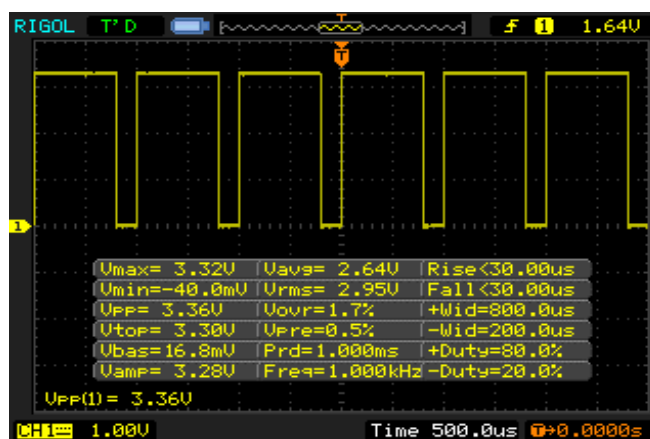 RIGOL T'D T f 1 1.64V
T
1
Vmax= 3.32V Vavg= 2.64V Rise<30.00us
Vmin=-40.0mV Vrms= 2.95V Fall<30.00us
Vpp= 3.36V Vovr=1.7% +Wid=800.0us
Vtop= 3.30V Vpre=0.5% -Wid=200.0us
Vbas=16.8mV Prd=1.000ms +Duty=80.0%
Vamp= 3.28V Freq=1.000kHz -Duty=20.0%
Vpp(1)= 3.36V
CH1 1.00V Time 500.0us T→0.0000s